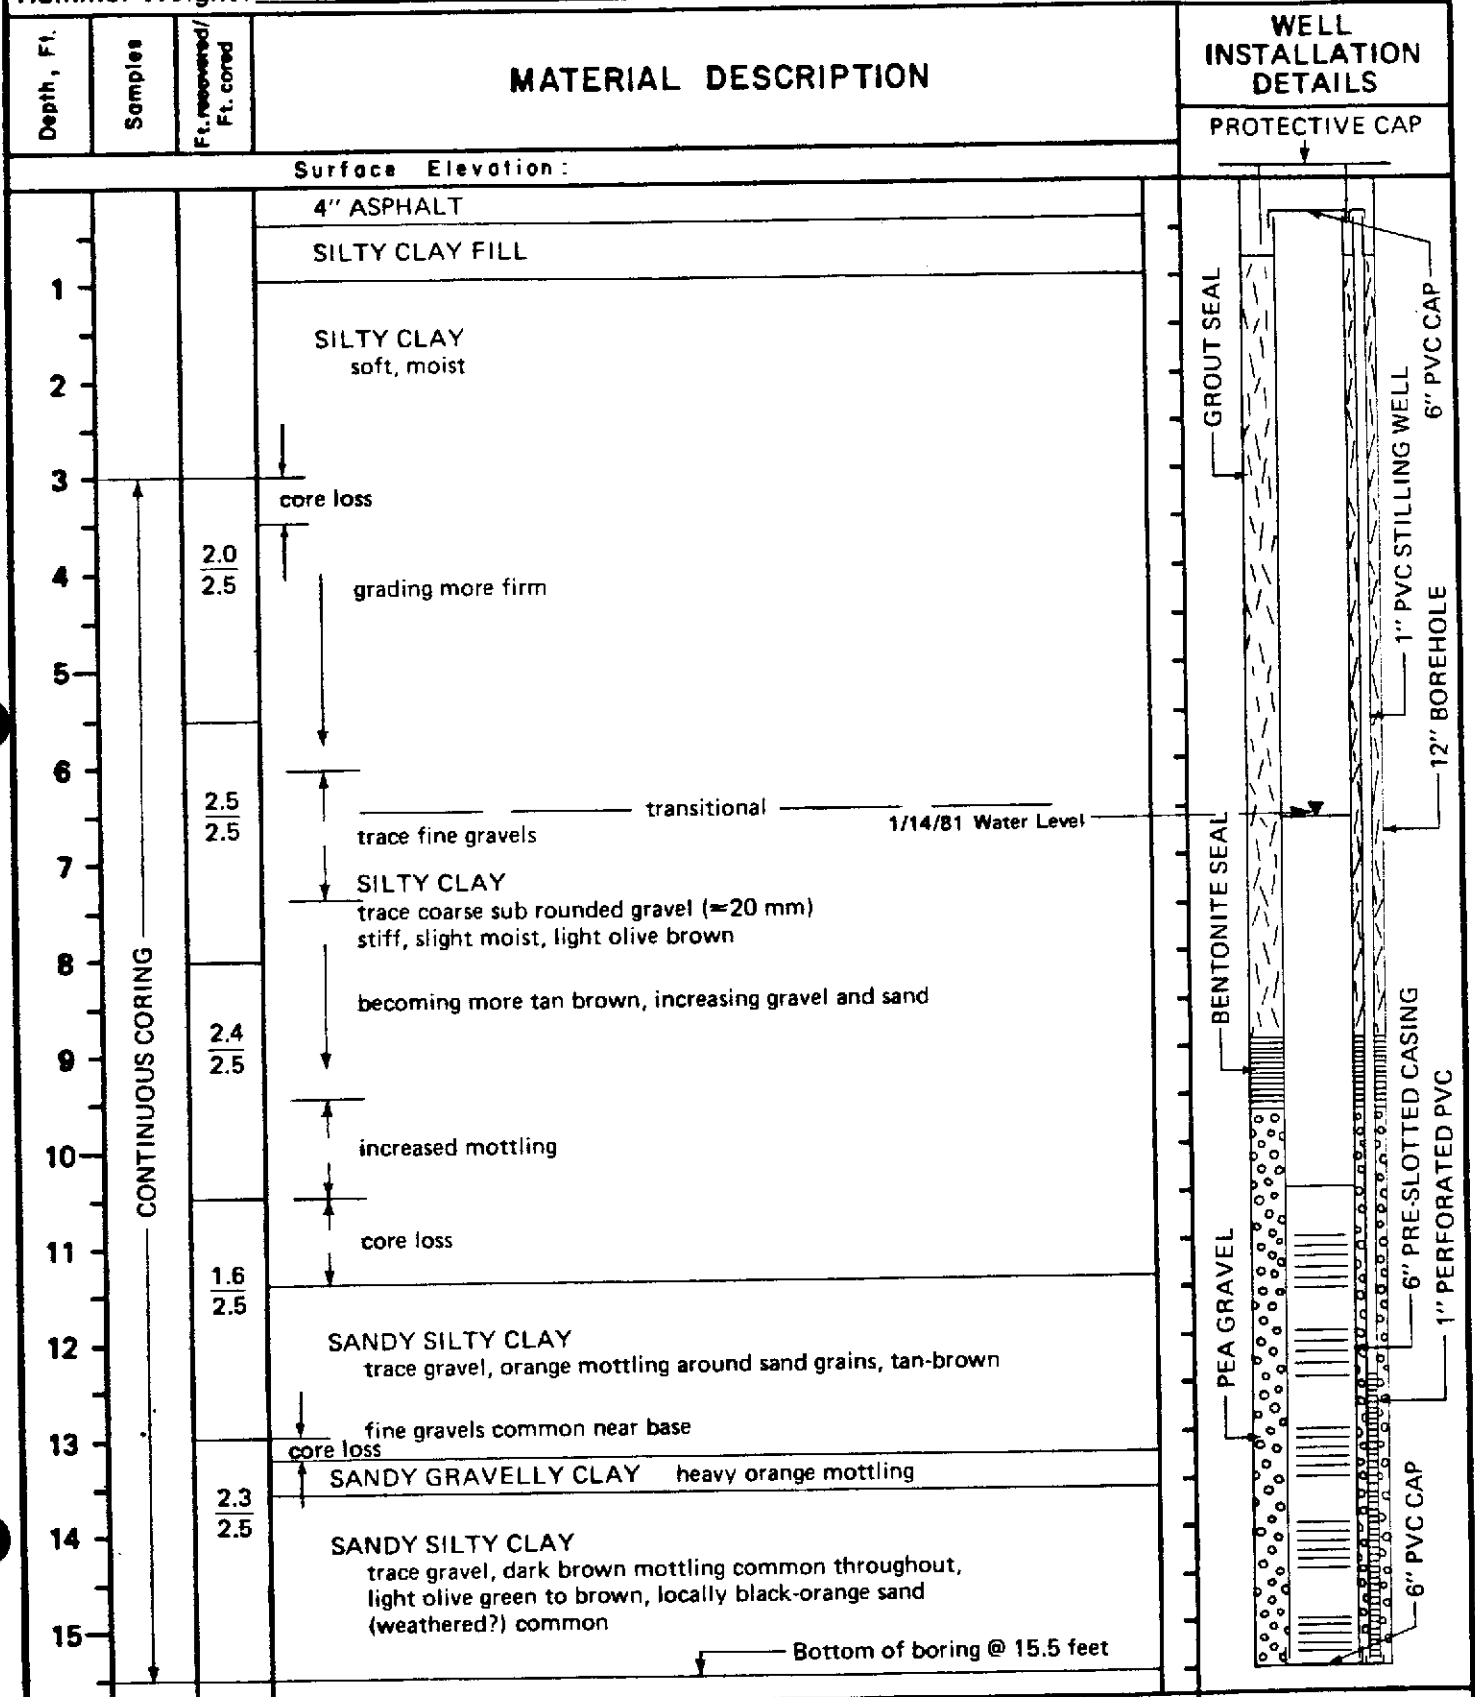 Depth, Ft.
Samples
Ft. recovered/
Ft. cored
MATERIAL DESCRIPTION
WELL
INSTALLATION
DETAILS
PROTECTIVE CAP
Surface Elevation:
4" ASPHALT
SILTY CLAY FILL
1
SILTY CLAY
soft, moist
2
3
core loss
2.0
2.5
4
grading more firm
5
6
2.5
2.5
transitional
1/14/81 Water Level
trace fine gravels
7
SILTY CLAY
trace coarse sub rounded gravel (≈20 mm)
stiff, slight moist, light olive brown
8
becoming more tan brown, increasing gravel and sand
2.4
2.5
9
increased mottling
10
core loss
11
1.6
2.5
12
SANDY SILTY CLAY
trace gravel, orange mottling around sand grains, tan-brown
fine gravels common near base
13
core loss
SANDY GRAVELLY CLAY heavy orange mottling
2.3
2.5
14
SANDY SILTY CLAY
trace gravel, dark brown mottling common throughout,
light olive green to brown, locally black-orange sand
(weathered?) common
15
Bottom of boring @ 15.5 feet
CONTINUOUS CORING
GROUT SEAL
6" PVC CAP
1" PVC STILLING WELL
12" BOREHOLE
BENTONITE SEAL
6" PRE-SLOTTED CASING
1" PERFORATED PVC
PEA GRAVEL
6" PVC CAP